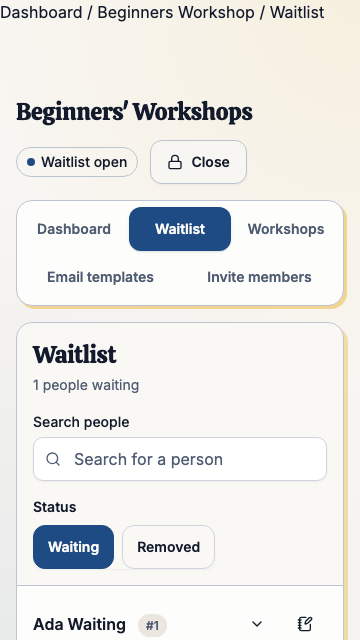 Dashboard / Beginners Workshop / Waitlist
Beginners' Workshops
Waitlist open
Close
Dashboard Waitlist Workshops
Email templates Invite members
Waitlist
1 people waiting
Search people
Search for a person
Status
Waiting Removed
Ada Waiting #1